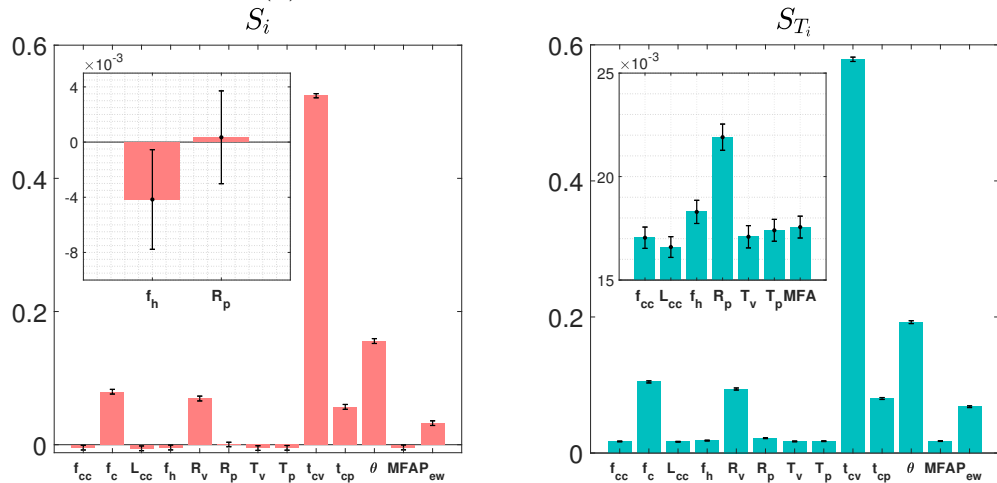 S_i
×10^-3
4
0
-4
-8
f_h R_p
0.6
0.4
0.2
0
f_cc f_c L_cc f_h R_v R_p T_v T_p t_cv t_cp θ MFA P_ew
S_{T_i}
25 ×10^-3
20
15
f_cc L_cc f_h R_p T_v T_p MFA
0.6
0.4
0.2
0
f_cc f_c L_cc f_h R_v R_p T_v T_p t_cv t_cp θ MFA P_ew